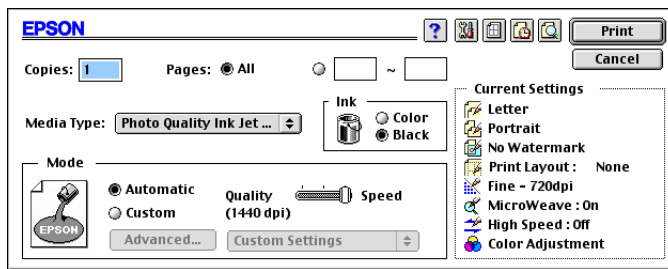 EPSON
?
Print
Copies: 1
Pages: All
~
Cancel
Media Type: Photo Quality Ink Jet ...
Ink
Color
Black
Mode
Automatic
Custom
Quality
(1440 dpi)
Speed
EPSON
Advanced...
Custom Settings
Current Settings
Letter
Portrait
No Watermark
Print Layout : None
Fine - 720dpi
MicroWeave : On
High Speed : Off
Color Adjustment